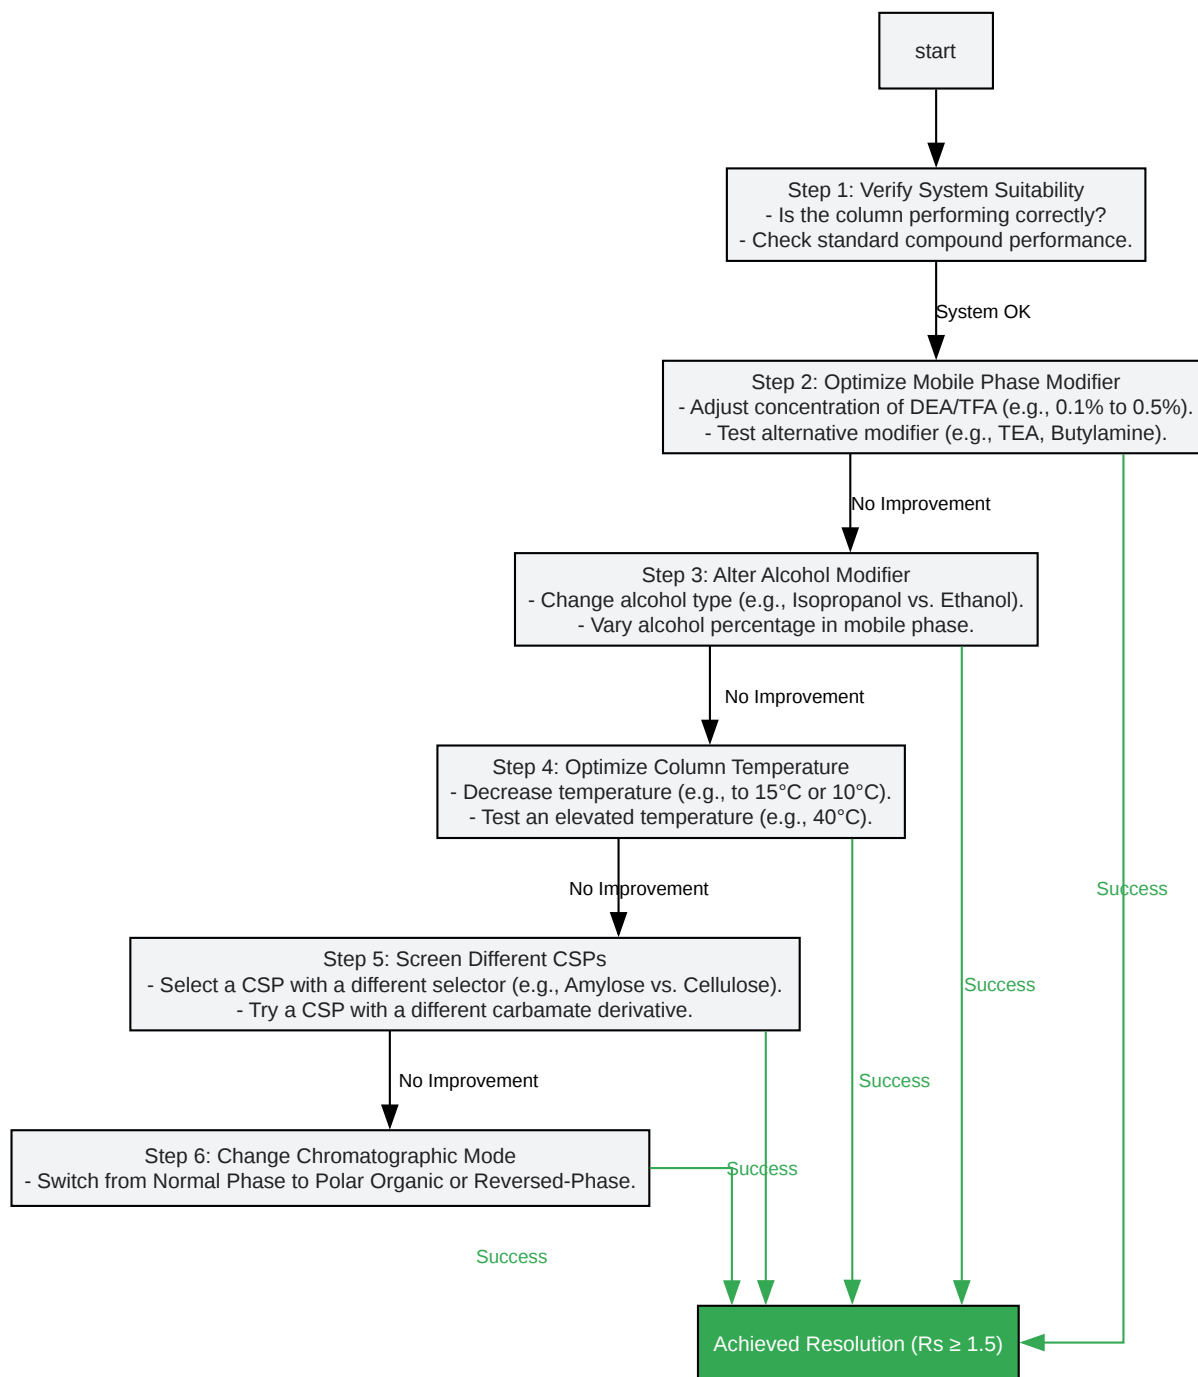 start
Step 1: Verify System Suitability
- Is the column performing correctly?
- Check standard compound performance.
System OK
Step 2: Optimize Mobile Phase Modifier
- Adjust concentration of DEA/TFA (e.g., 0.1% to 0.5%).
- Test alternative modifier (e.g., TEA, Butylamine).
No Improvement
Step 3: Alter Alcohol Modifier
- Change alcohol type (e.g., Isopropanol vs. Ethanol).
- Vary alcohol percentage in mobile phase.
No Improvement
Step 4: Optimize Column Temperature
- Decrease temperature (e.g., to 15°C or 10°C).
- Test an elevated temperature (e.g., 40°C).
No Improvement
Success
Step 5: Screen Different CSPs
- Select a CSP with a different selector (e.g., Amylose vs. Cellulose).
- Try a CSP with a different carbamate derivative.
Success
No Improvement
Success
Step 6: Change Chromatographic Mode
- Switch from Normal Phase to Polar Organic or Reversed-Phase.
Success
Success
Achieved Resolution (Rs ≥ 1.5)